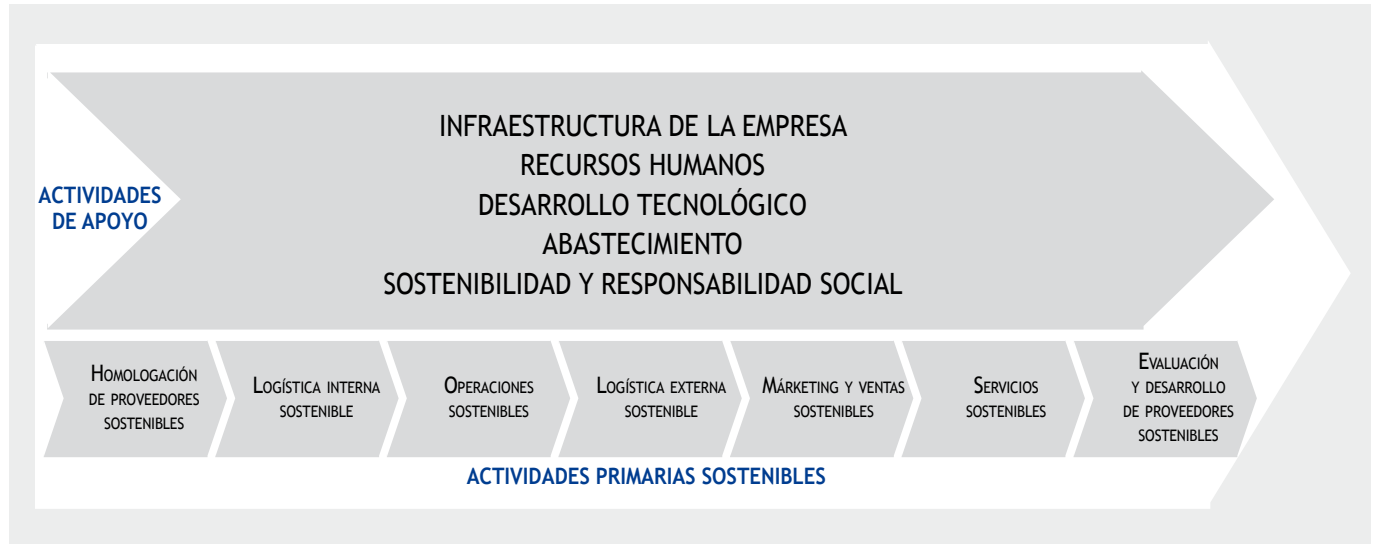 INFRAESTRUCTURA DE LA EMPRESA
RECURSOS HUMANOS
DESARROLLO TECNOLÓGICO
ABASTECIMIENTO
SOSTENIBILIDAD Y RESPONSABILIDAD SOCIAL
ACTIVIDADES
DE APOYO
Homologación
de proveedores
sostenibles
Logística interna
sostenible
Operaciones
sostenibles
Logística externa
sostenible
Márketing y ventas
sostenibles
Servicios
sostenibles
Evaluación
y desarrollo
de proveedores
sostenibles
ACTIVIDADES PRIMARIAS SOSTENIBLES